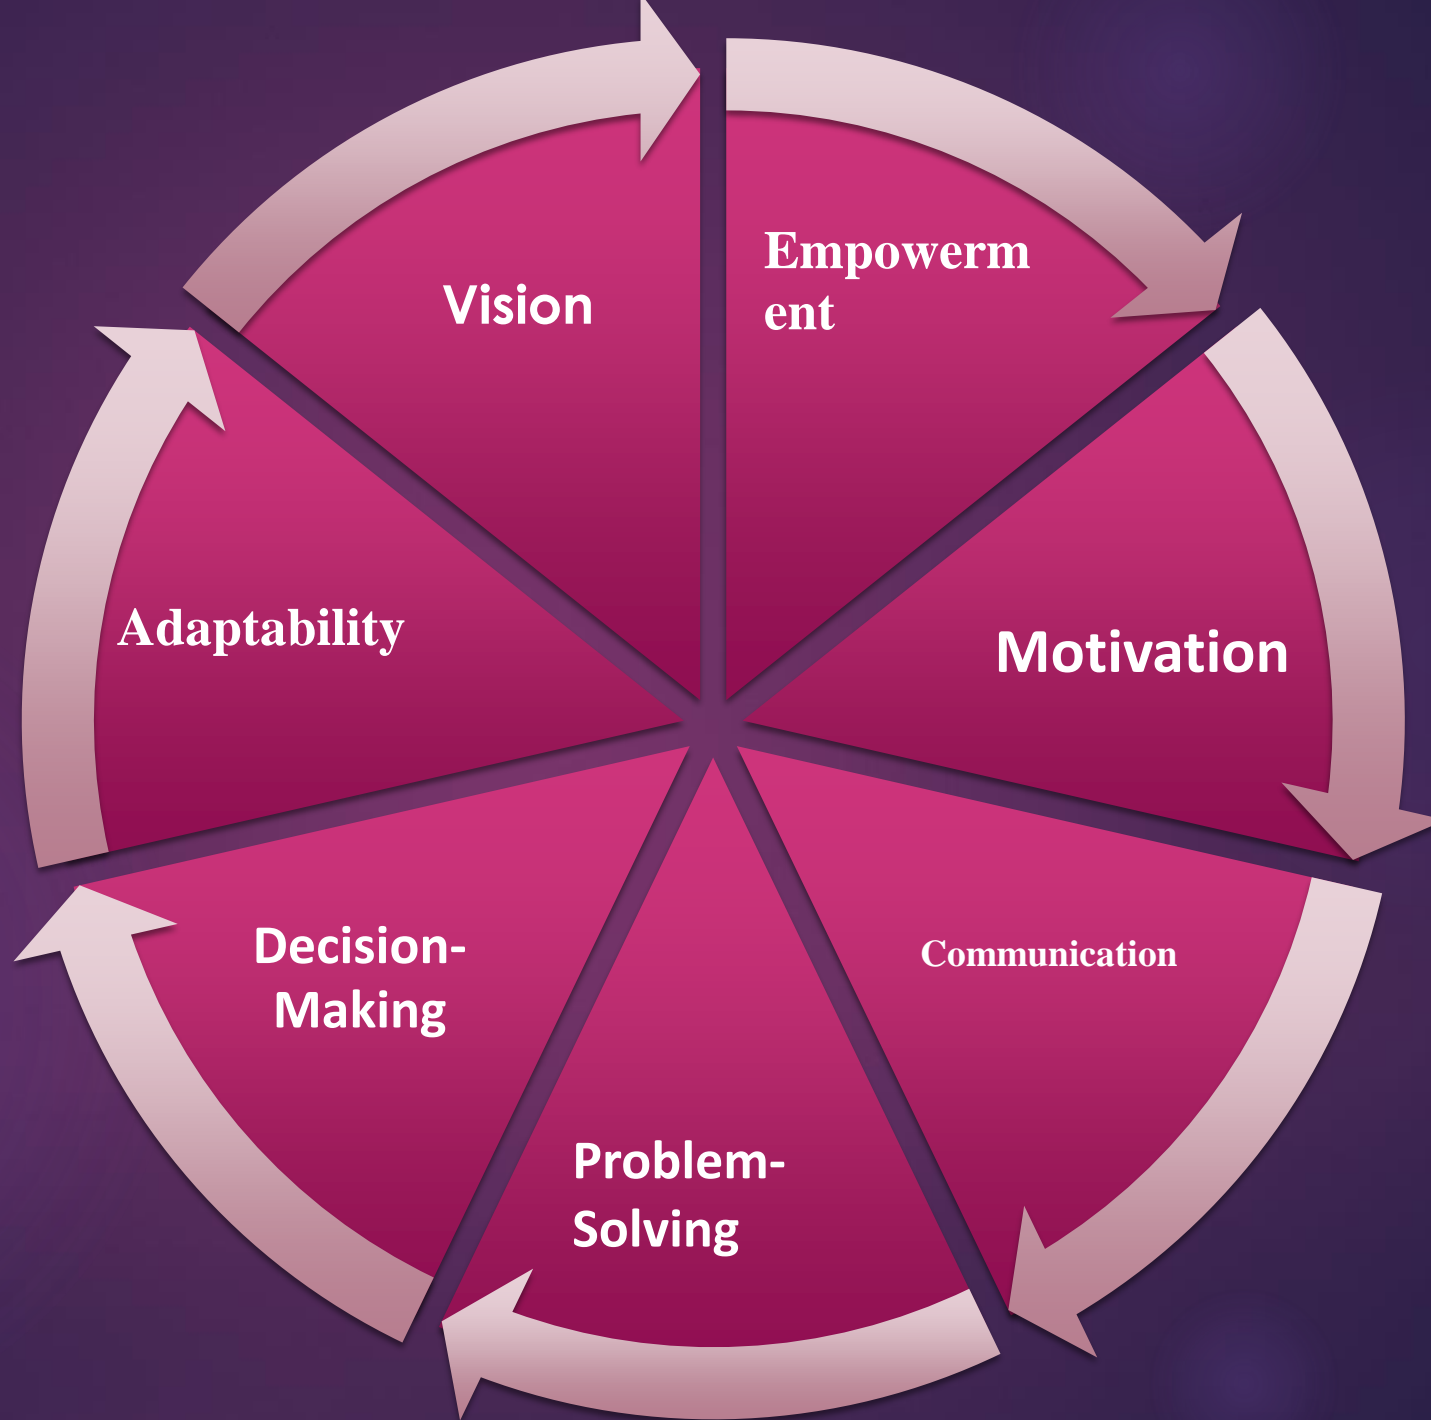 Vision
Empowerm
ent
Motivation
Communication
Problem-
Solving
Decision-
Making
Adaptability